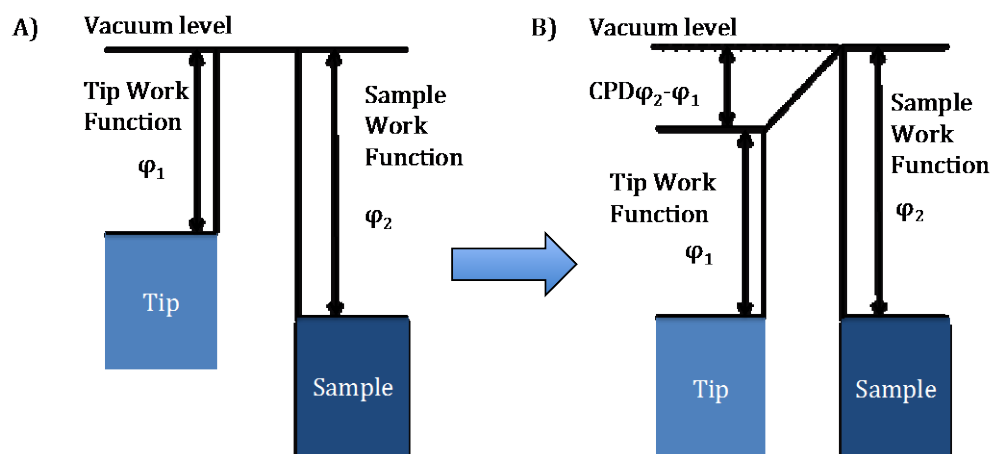 A)
Vacuum level
Tip Work
Function
φ₁
Sample
Work
Function
φ₂
Tip
Sample
B)
Vacuum level
CPDφ₂-φ₁
Tip Work
Function
φ₁
Sample
Work
Function
φ₂
Tip
Sample